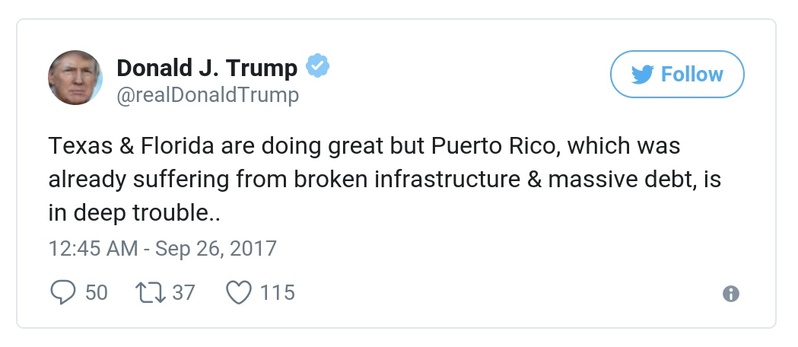 Donald J. Trump
Follow
@realDonaldTrump
Texas & Florida are doing great but Puerto Rico, which was
already suffering from broken infrastructure & massive debt, is
in deep trouble..
12:45 AM - Sep 26, 2017
50 37 115